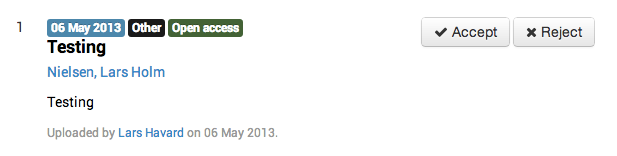 1 06 May 2013 Other Open access Accept Reject
Testing
Nielsen, Lars Holm
Testing
Uploaded by Lars Havard on 06 May 2013.